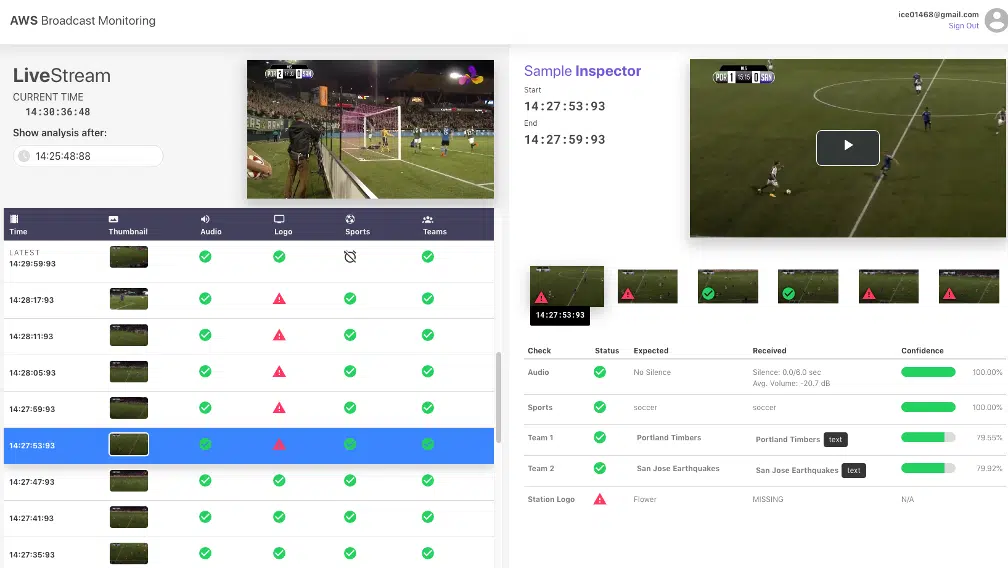 AWS Broadcast Monitoring
ice01468@gmail.com
Sign Out
LiveStream
CURRENT TIME
14:30:36:48
Show analysis after:
14:25:48:88
POR 2 17:33 0 SAN
Time Thumbnail Audio Logo Sports Teams
LATEST
14:29:59:93
14:28:17:93
14:28:11:93
14:28:05:93
14:27:59:93
14:27:53:93
14:27:47:93
14:27:41:93
14:27:35:93
Sample Inspector
Start
14:27:53:93
End
14:27:59:93
MLS
POR 1 15:15 0 SAN
14:27:53:93
Check Status Expected Received Confidence
Audio No Silence Silence: 0.0/6.0 sec 100.00%
Avg. Volume: -20.7 dB
Sports soccer soccer 100.00%
Team 1 Portland Timbers Portland Timbers text 79.55%
Team 2 San Jose Earthquakes San Jose Earthquakes text 79.92%
Station Logo Flower MISSING N/A